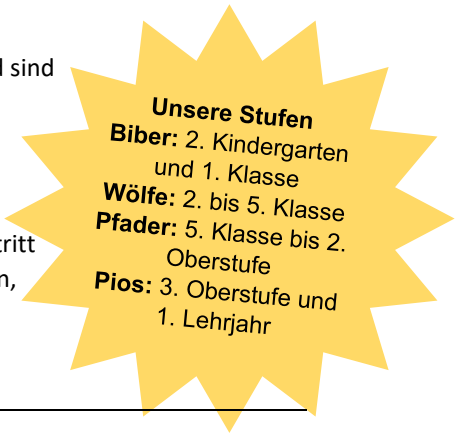 sind
Unsere Stufen
Biber: 2. Kindergarten
und 1. Klasse
Wölfe: 2. bis 5. Klasse
Pfader: 5. Klasse bis 2.
Oberstufe
Pios: 3. Oberstufe und
1. Lehrjahr